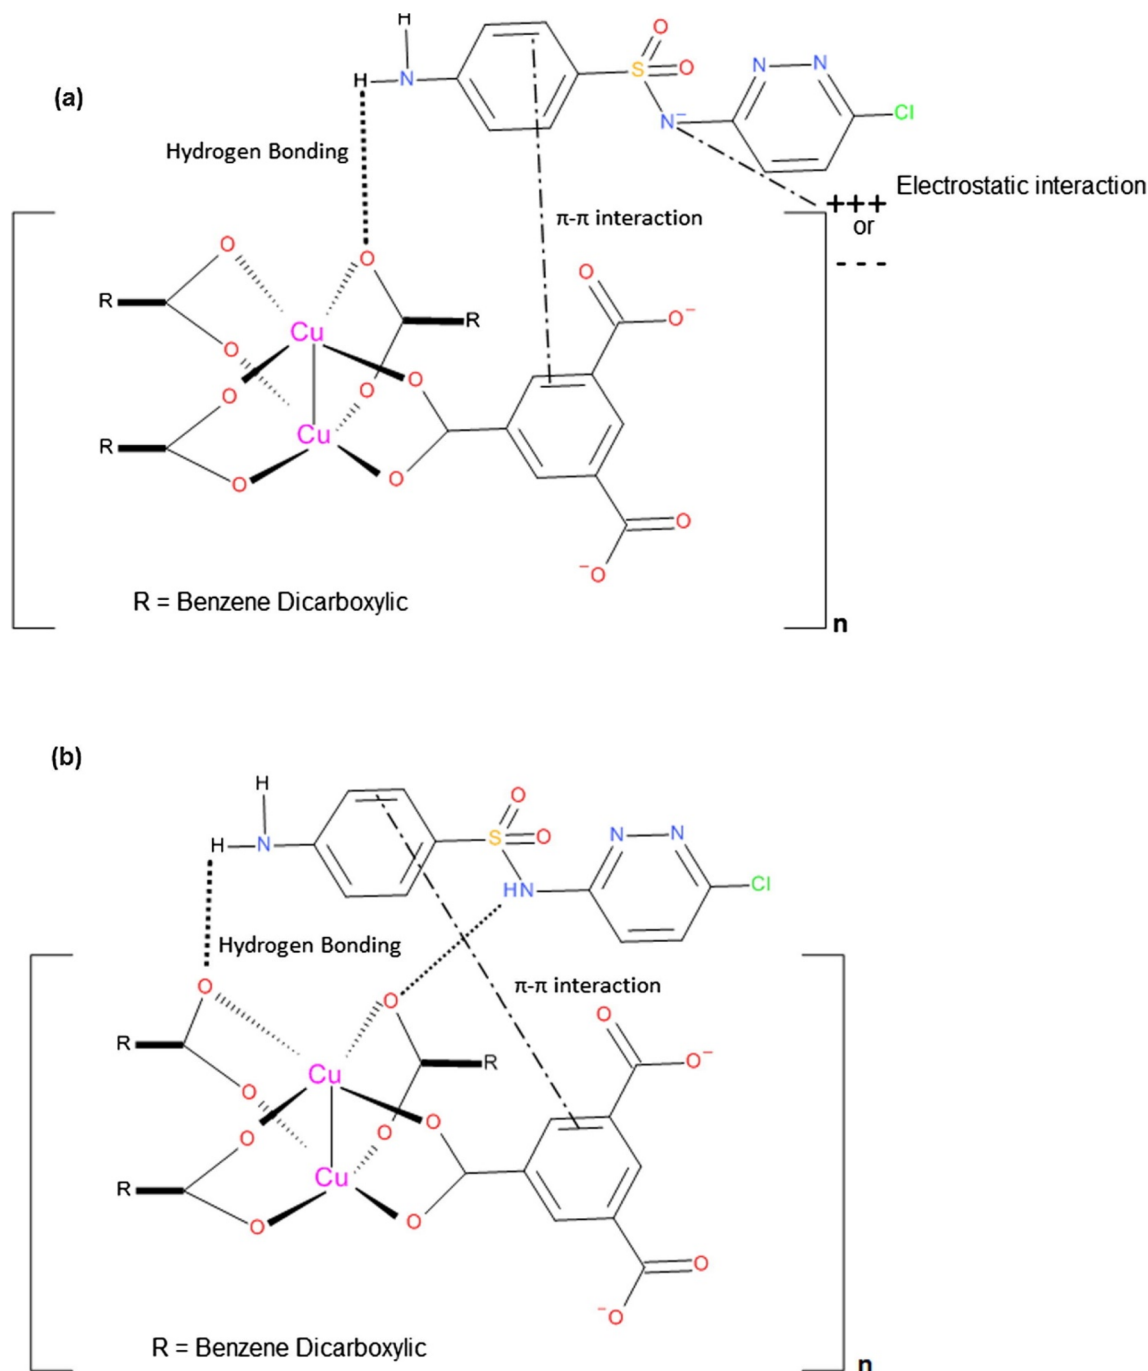 (a)
H
H N
S
O
O
N⁻
N N
Cl
Hydrogen Bonding
π-π interaction
Electrostatic interaction
+++
or
- - -
O
O
R
O
O
R
O
O
R
Cu
Cu
O
O
O
O⁻
O
⁻O
R = Benzene Dicarboxylic
n
(b)
H
H N
S
O
O
HN
N N
Cl
Hydrogen Bonding
π-π interaction
O
O
R
O
O
R
O
O
R
Cu
Cu
O
O
O
O⁻
O
⁻O
R = Benzene Dicarboxylic
n